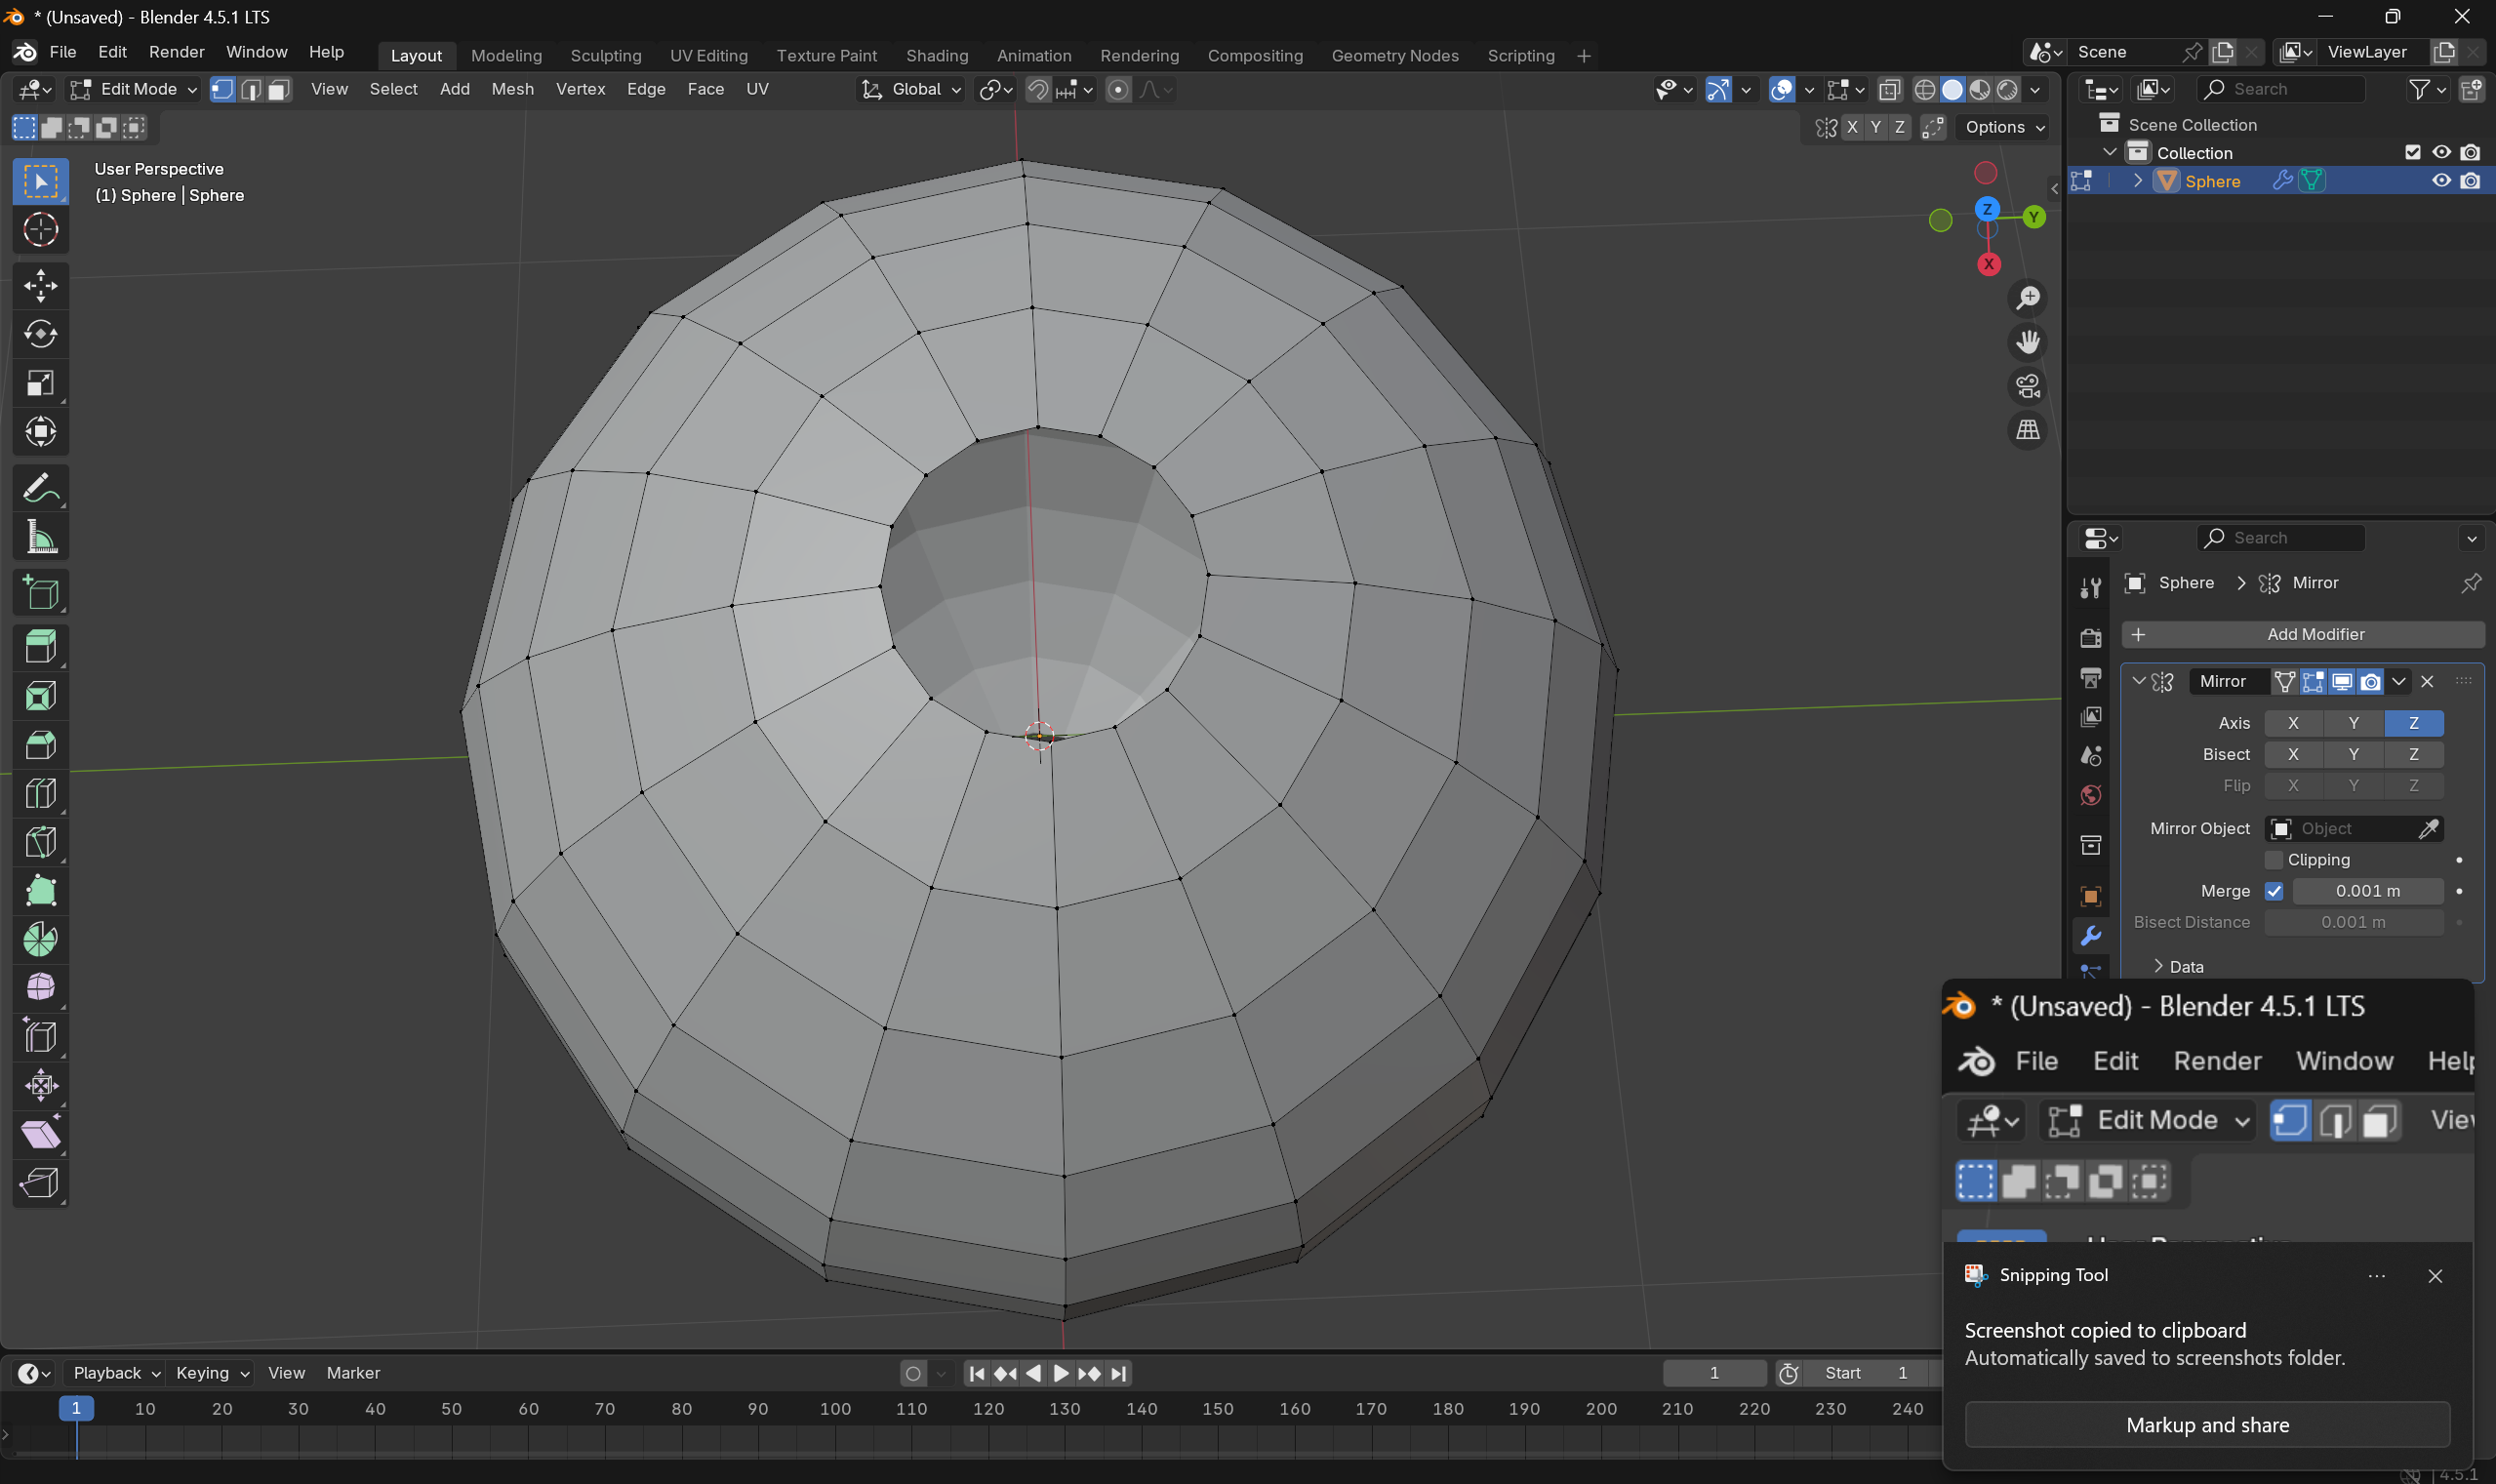 * (Unsaved) - Blender 4.5.1 LTS
File Edit Render Window Help
Layout Modeling Sculpting UV Editing Texture Paint Shading Animation Rendering Compositing Geometry Nodes Scripting +
Scene ViewLayer
Edit Mode View Select Add Mesh Vertex Edge Face UV Global
X Y Z Options
User Perspective
(1) Sphere | Sphere
Z
Y
X
Search
Scene Collection
Collection
Sphere
Search
Sphere > Mirror
+ Add Modifier
Mirror
Axis X Y Z
Bisect X Y Z
Flip X Y Z
Mirror Object Object
Clipping
Merge 0.001 m
Bisect Distance 0.001 m
Data
* (Unsaved) - Blender 4.5.1 LTS
File Edit Render Window Help
Edit Mode
Snipping Tool
Screenshot copied to clipboard
Automatically saved to screenshots folder.
Markup and share
Playback Keying View Marker 1 Start 1
1 10 20 30 40 50 60 70 80 90 100 110 120 130 140 150 160 170 180 190 200 210 220 230 240
4.5.1